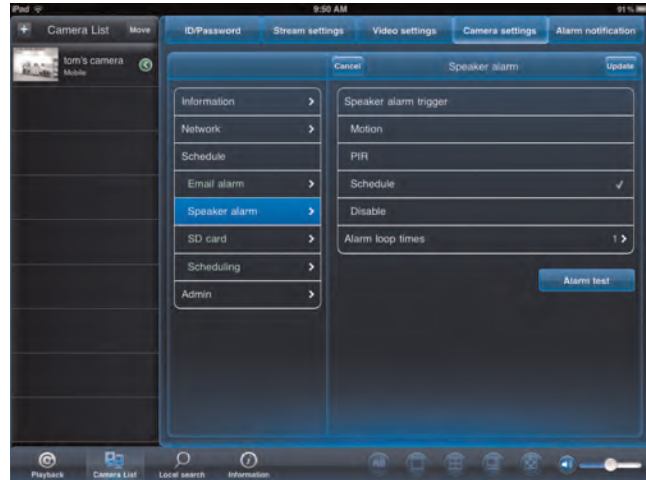 iPad 9:50 AM 91%
+ Camera List Move
ID/Password Stream settings Video settings Camera settings Alarm notification
tom's camera
Mobile
Cancel Speaker alarm Update
Information
Network
Schedule
Email alarm
Speaker alarm
SD card
Scheduling
Admin
Speaker alarm trigger
Motion
PIR
Schedule
Disable
Alarm loop times 1
Alarm test
Playback Camera List Local search Information
All